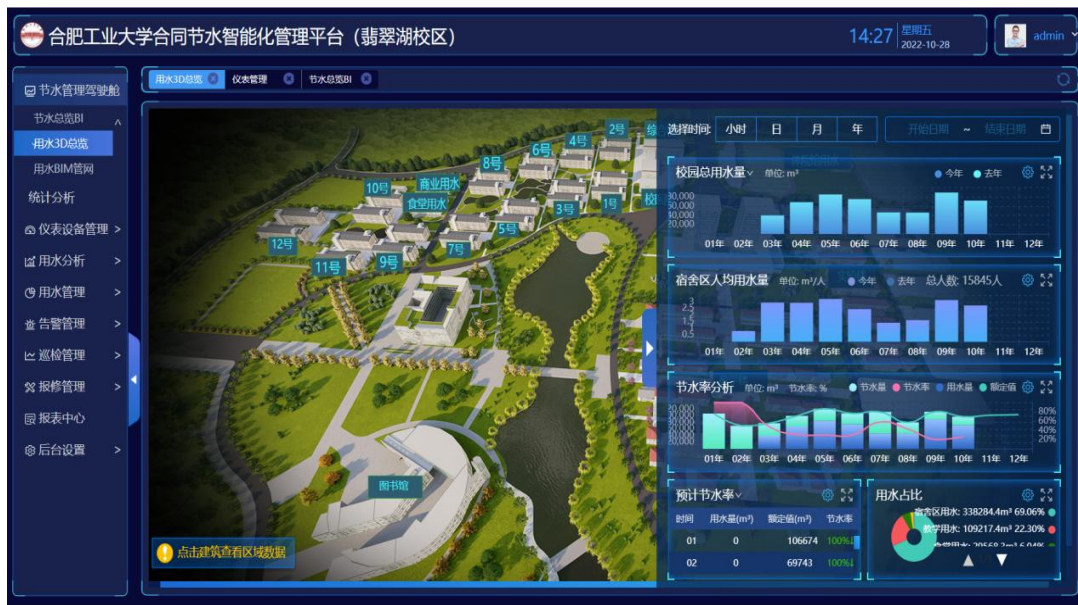 合肥工业大学合同节水智能化管理平台（翡翠湖校区）
14:27 星期五
2022-10-28
admin
节水管理驾驶舱
节水总览BI
用水3D总览
用水BIM管网
统计分析
仪表设备管理 >
用水分析 >
用水管理 >
告警管理 >
巡检管理 >
报修管理 >
报表中心
后台设置 >
用水3D总览 仪表管理 节水总览BI
2号
4号
6号
8号
10号
商业用水
食堂用水
3号
1号
5号
7号
9号
11号
12号
图书馆
点击建筑查看区域数据
选择时间: 小时 日 月 年 开始日期 ~ 结束日期
校园总用水量 单位: m³ 今年 去年
01年 02年 03年 04年 05年 06年 07年 08年 09年 10年 11年 12年
宿舍区人均用水量 单位: m³/人 今年 去年 总人数: 15845人
3
2.5
2
1.5
0.5
01年 02年 03年 04年 05年 06年 07年 08年 09年 10年 11年 12年
节水率分析 单位: m³ 节水率: % 节水量 节水率 用水量 额定值
80%
60%
40%
20%
01年 02年 03年 04年 05年 06年 07年 08年 09年 10年 11年 12年
预计节水率
时间 用水量(m³) 额定值(m³) 节水率
01 0 106674 100%↓
02 0 69743 100%↓
用水占比
宿舍区用水: 338284.4m³ 69.06%
教学用水: 109217.4m³ 22.30%